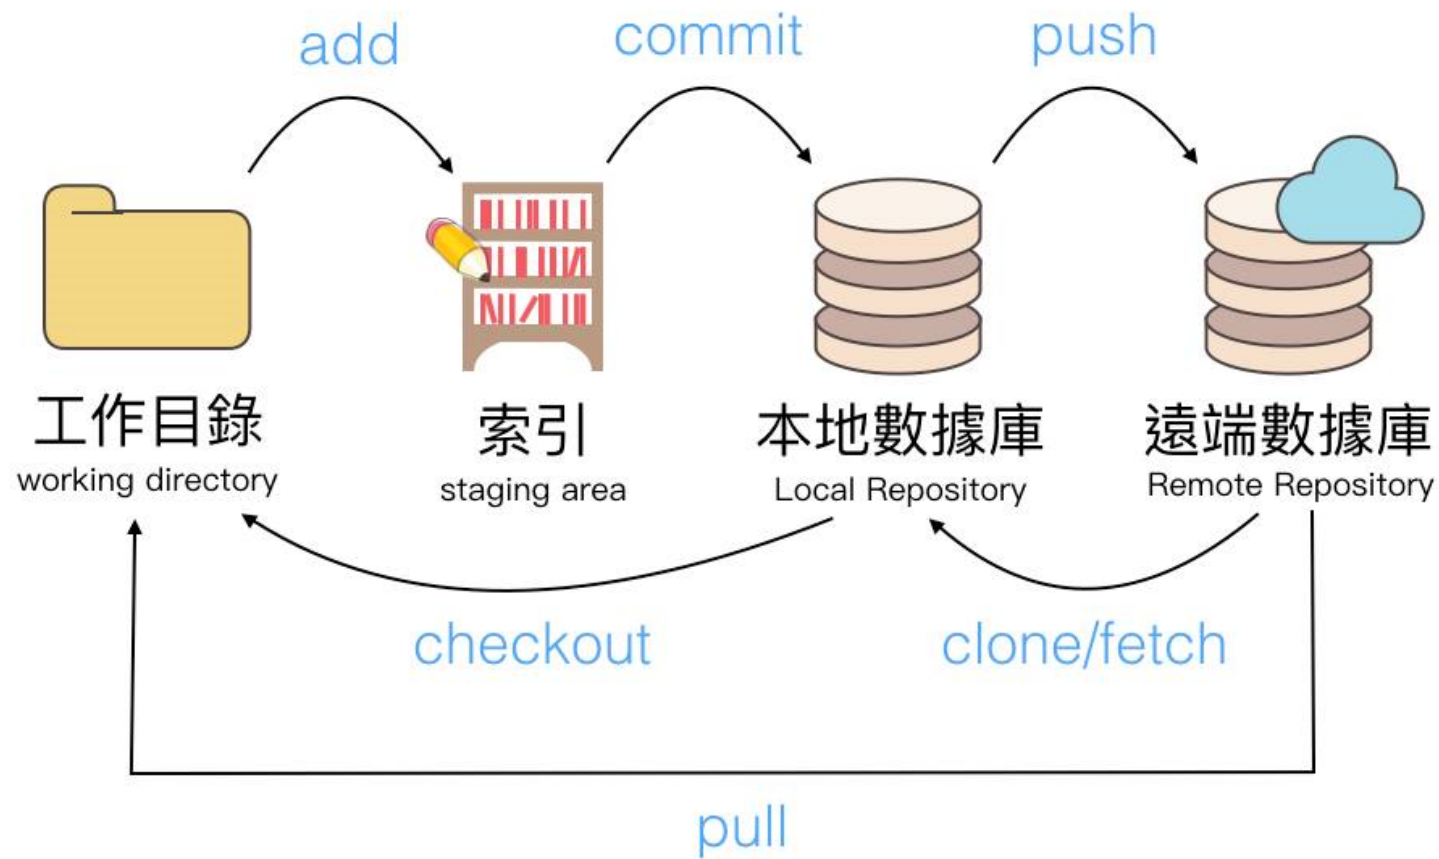 add
commit
push
工作目錄
working directory
索引
staging area
本地數據庫
Local Repository
遠端數據庫
Remote Repository
checkout
clone/fetch
pull